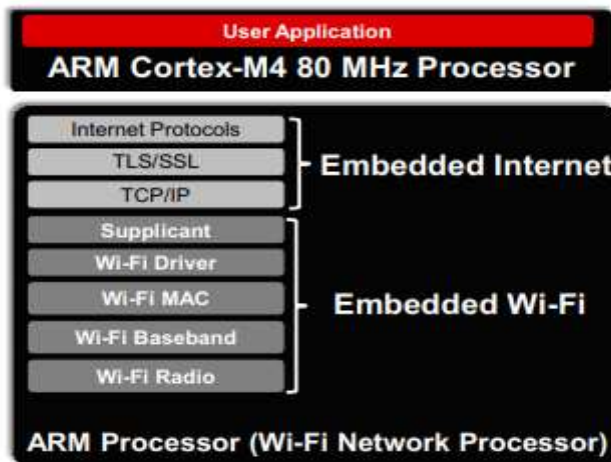 User Application
ARM Cortex-M4 80 MHz Processor
Internet Protocols
TLS/SSL
TCP/IP
Embedded Internet
Supplicant
Wi-Fi Driver
Wi-Fi MAC
Wi-Fi Baseband
Wi-Fi Radio
Embedded Wi-Fi
ARM Processor (Wi-Fi Network Processor)